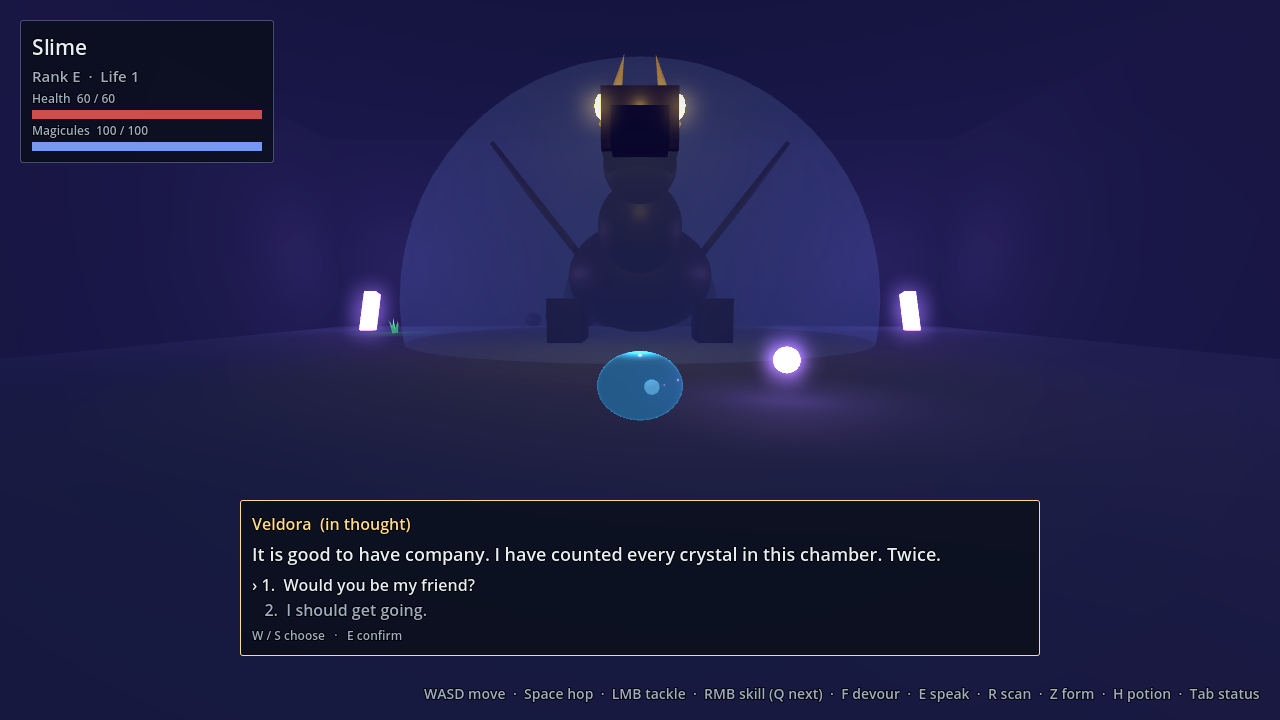 Slime
Rank E · Life 1
Health 60 / 60
Magicules 100 / 100
Veldora (in thought)
It is good to have company. I have counted every crystal in this chamber. Twice.
› 1. Would you be my friend?
2. I should get going.
W / S choose · E confirm
WASD move · Space hop · LMB tackle · RMB skill (Q next) · F devour · E speak · R scan · Z form · H potion · Tab status